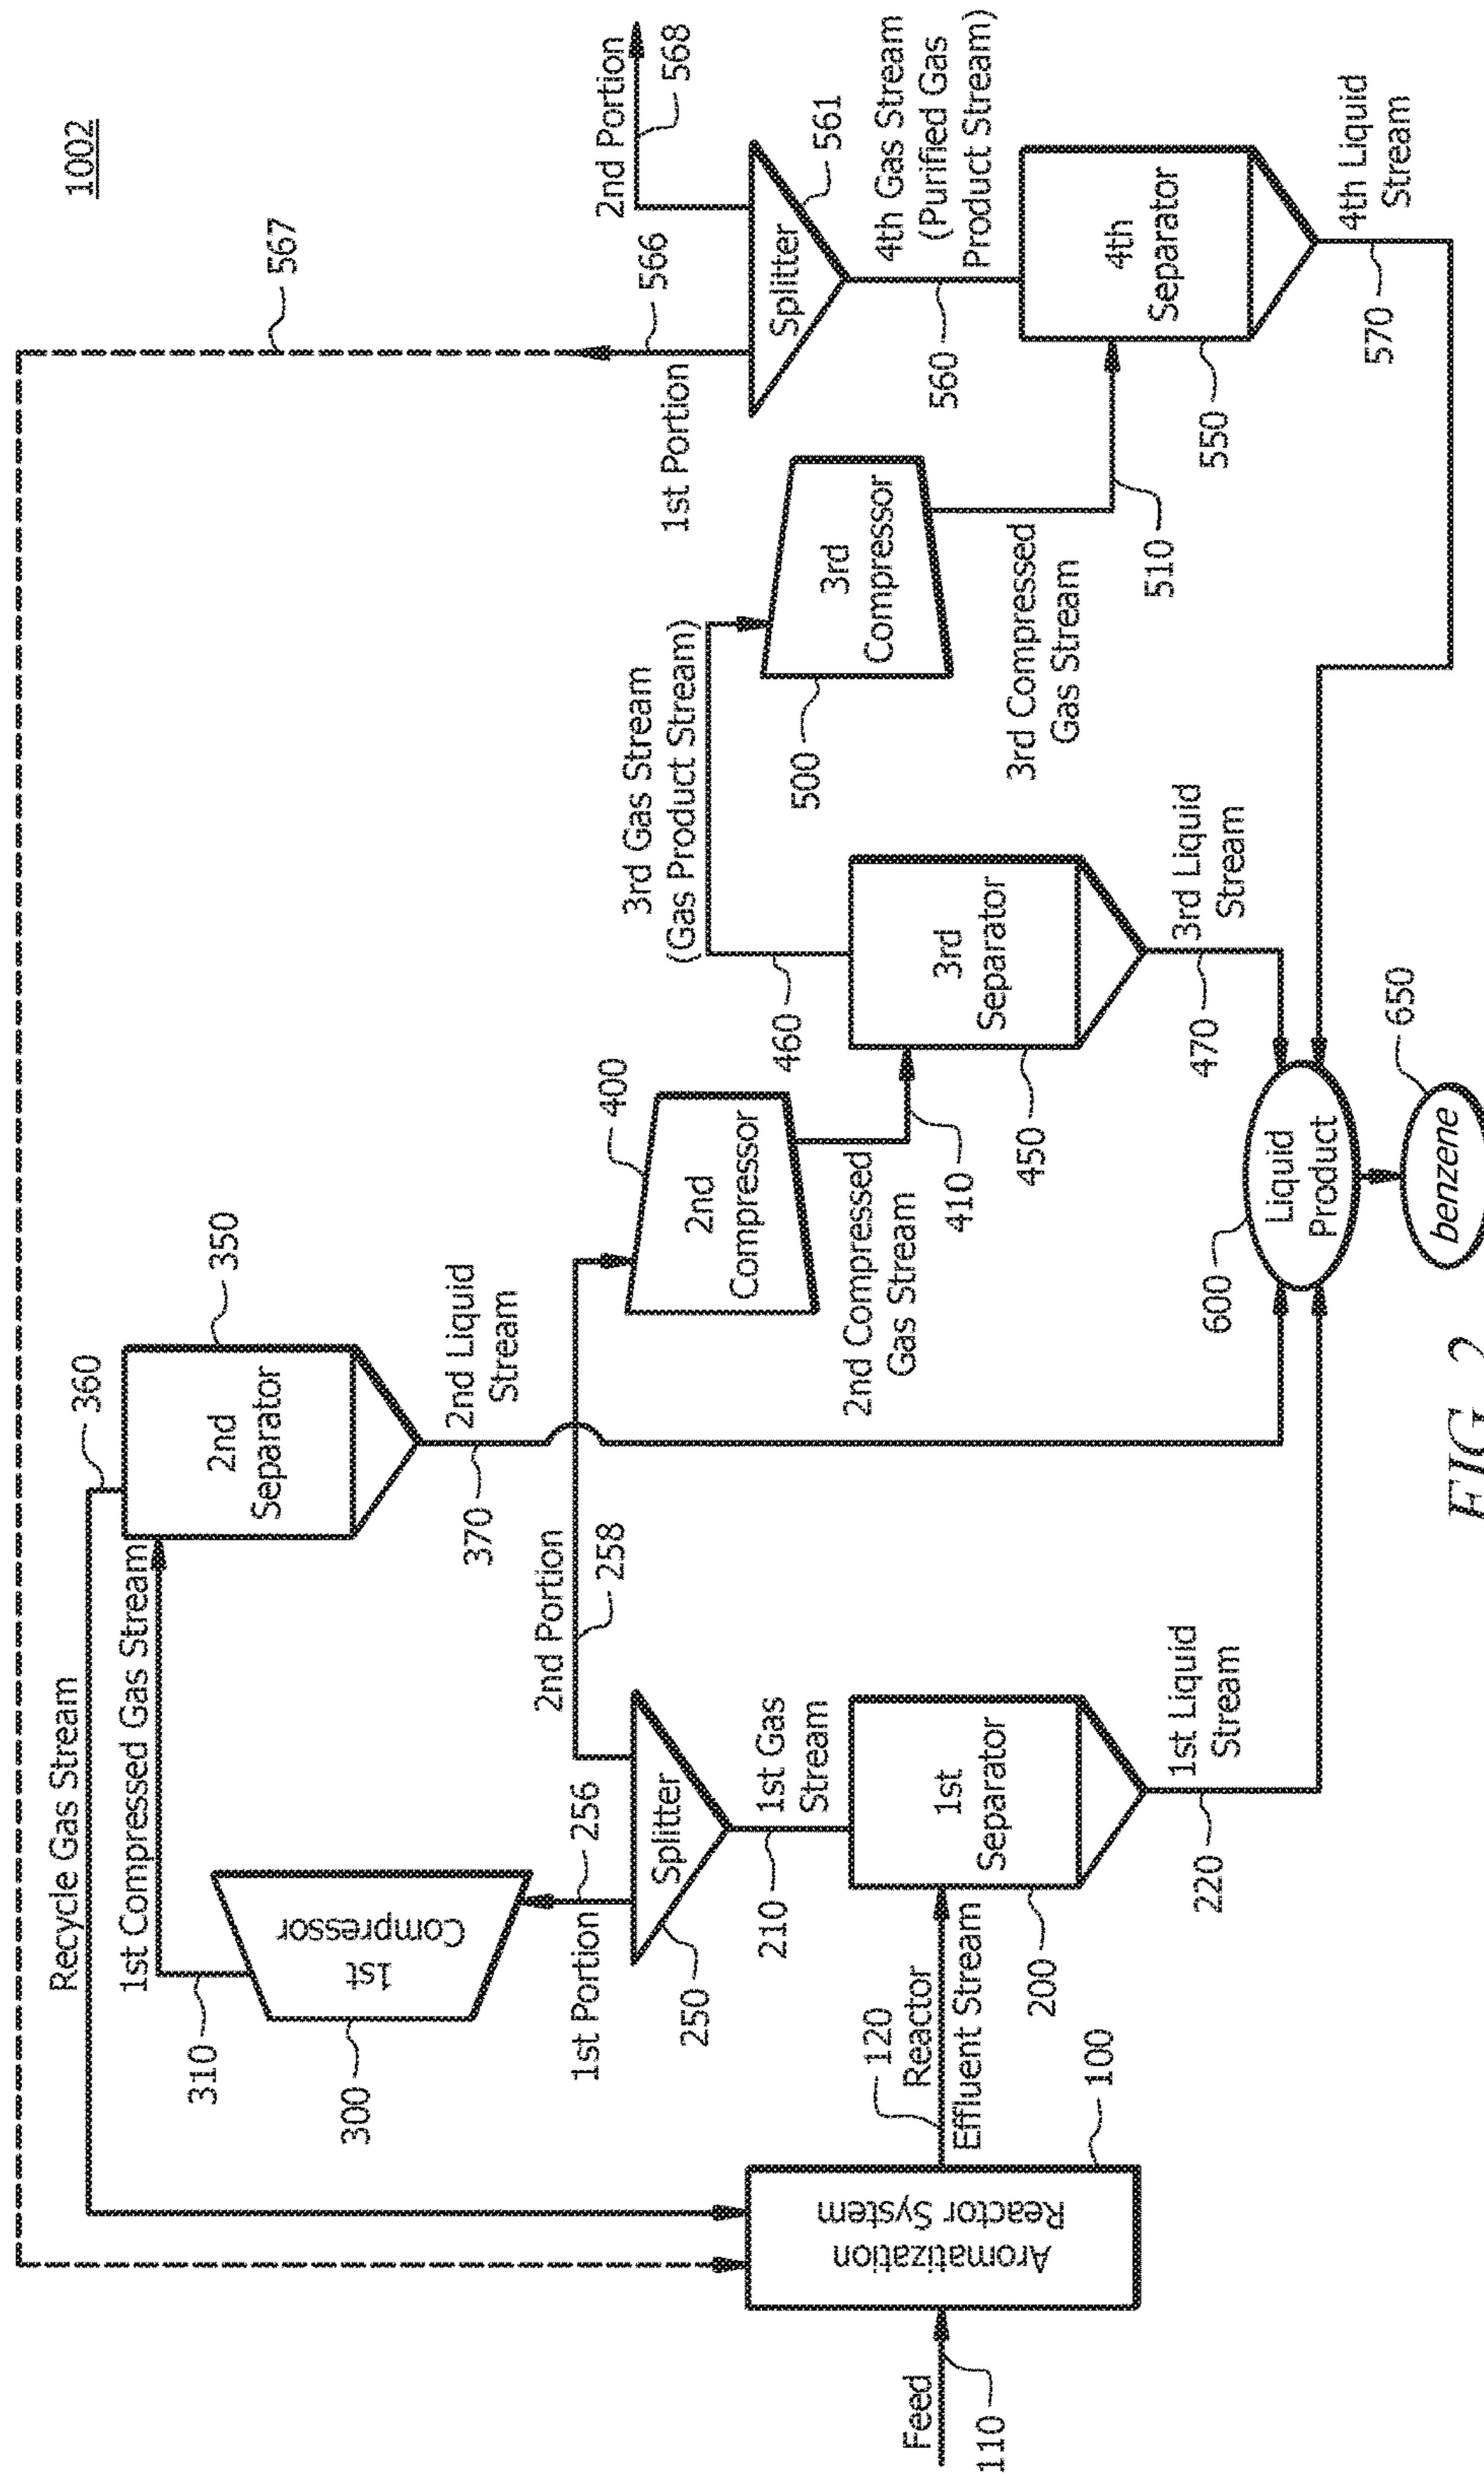 1002
567
Recycle Gas Stream
360
350
2nd
Separator
1st Compressed Gas Stream
310
300
1st
Compressor
2nd Liquid
Stream
370
2nd Portion
568
566
1st Portion
Splitter
561
4th Gas Stream
(Purified Gas
Product Stream)
560
4th
Separator
550
4th Liquid
Stream
570
3rd Gas Stream
(Gas Product Stream)
3rd
Compressor
500
3rd Compressed
Gas Stream
510
2nd Portion
258
400
2nd
Compressor
2nd Compressed
Gas Stream
410
460
3rd
Separator
450
3rd Liquid
Stream
470
1st Portion
256
Splitter
250
1st Gas
Stream
210
1st
Separator
200
1st Liquid
Stream
220
Feed
110
Aromatization
Reactor System
100
120
Reactor
Effluent Stream
600
Liquid
Product
650
benzene
FIG. 2